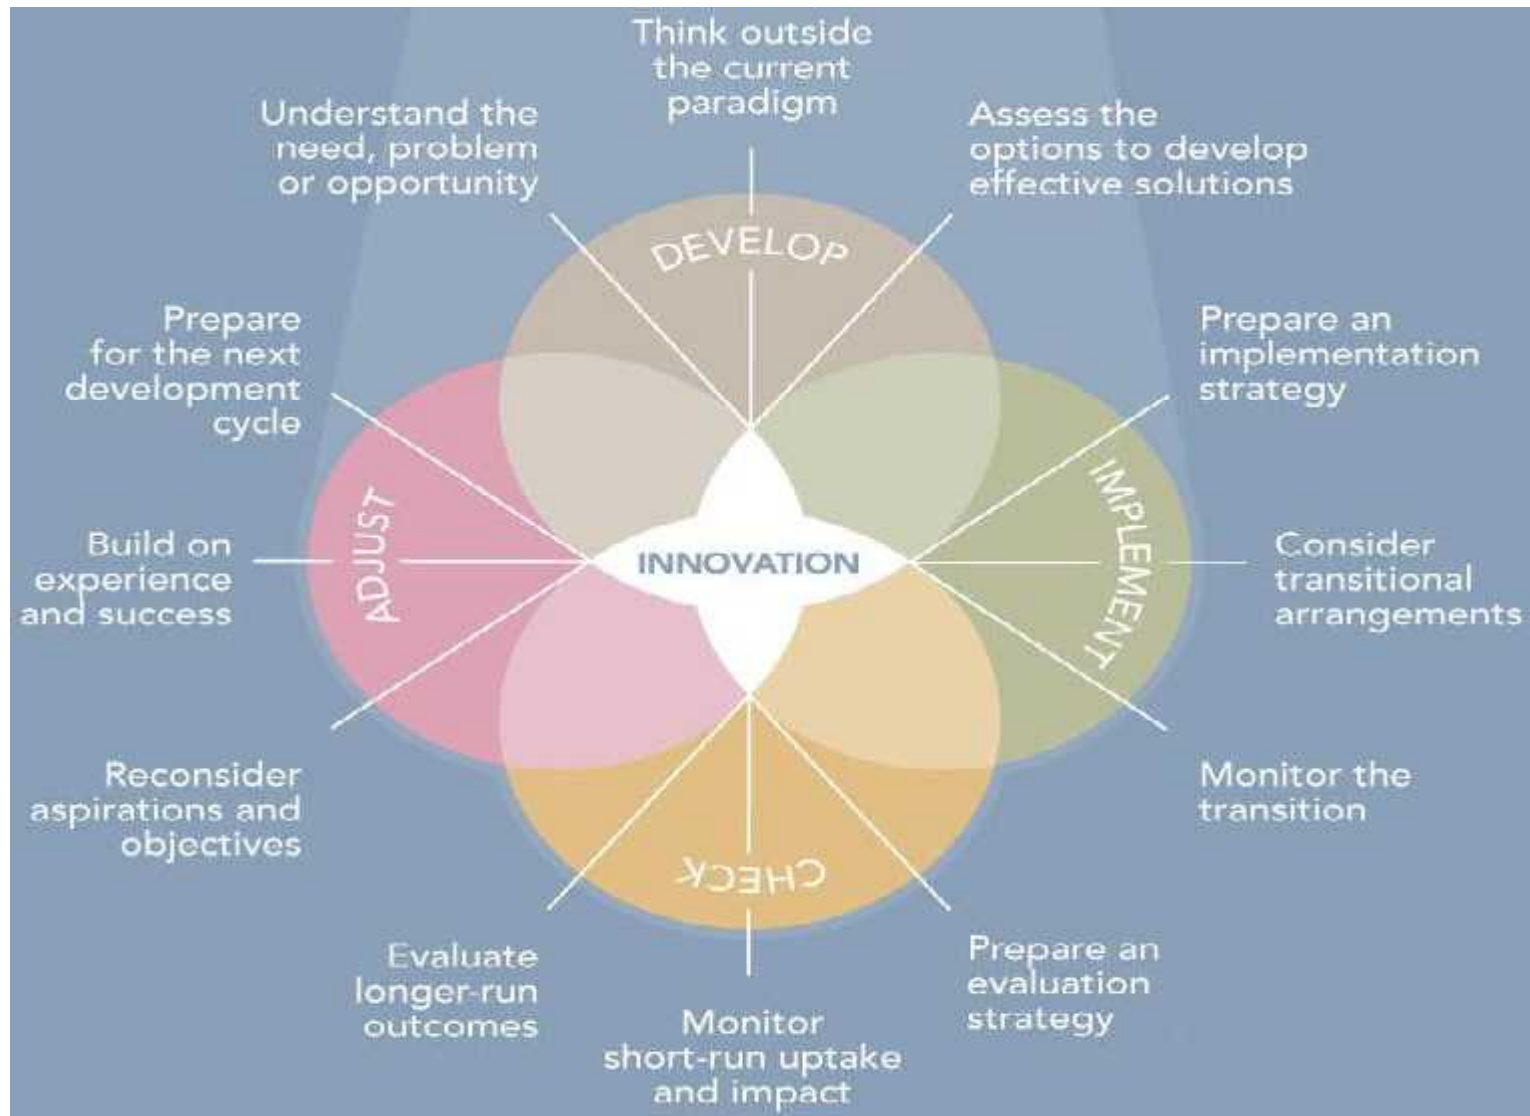 Think outside
the current
paradigm
Understand the
need, problem
or opportunity
Assess the
options to develop
effective solutions
DEVELOP
Prepare
for the next
development
cycle
Prepare an
implementation
strategy
ADJUST
IMPLEMENT
INNOVATION
Build on
experience
and success
Consider
transitional
arrangements
Reconsider
aspirations and
objectives
Monitor the
transition
CHECK
Evaluate
longer-run
outcomes
Prepare an
evaluation
strategy
Monitor
short-run uptake
and impact